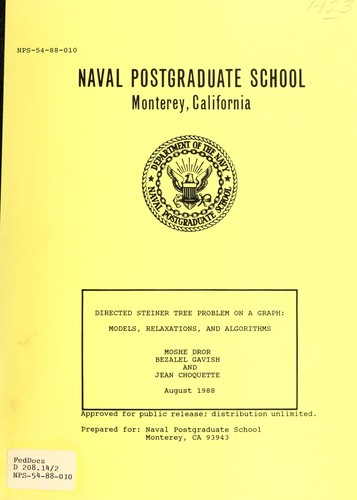 1423
NPS-54-88-010
NAVAL POSTGRADUATE SCHOOL
Monterey, California
DEPARTMENT OF THE NAVY
NAVAL POSTGRADUATE SCHOOL
DIRECTED STEINER TREE PROBLEM ON A GRAPH:
MODELS, RELAXATIONS, AND ALGORITHMS
MOSHE DROR
BEZALEL GAVISH
AND
JEAN CHOQUETTE
August 1988
Approved for public release; distribution unlimited.
Prepared for: Naval Postgraduate School
Monterey, CA 93943
FedDocs
D 208.14/2
NPS-54-88-010